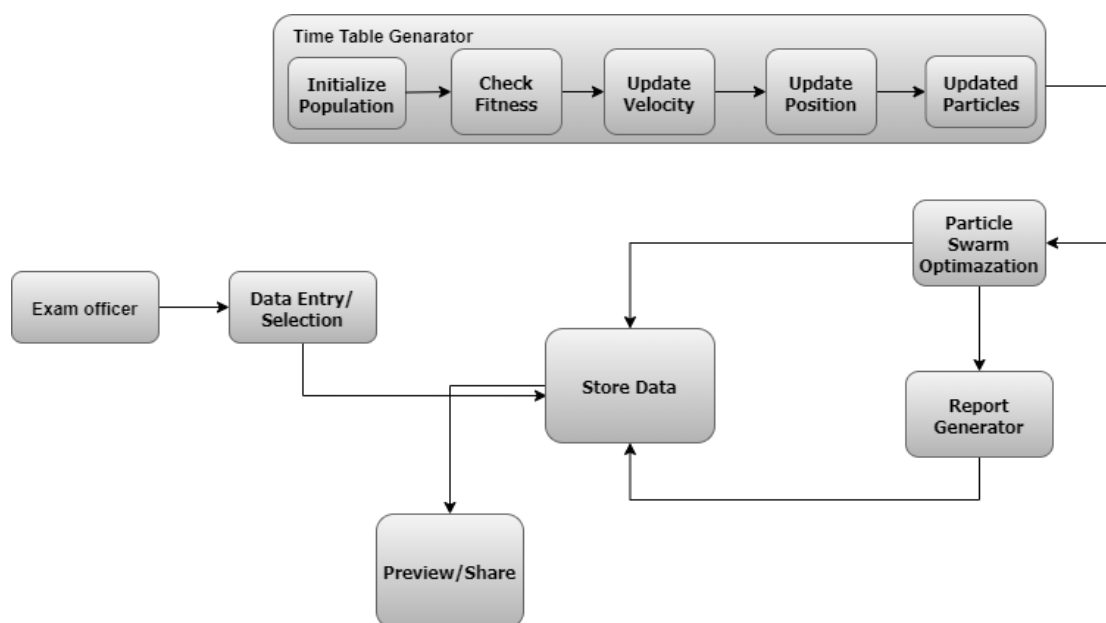 Time Table Genarator
Initialize
Population
Check
Fitness
Update
Velocity
Update
Position
Updated
Particles
Particle
Swarm
Optimazation
Exam officer
Data Entry/
Selection
Store Data
Report
Generator
Preview/Share